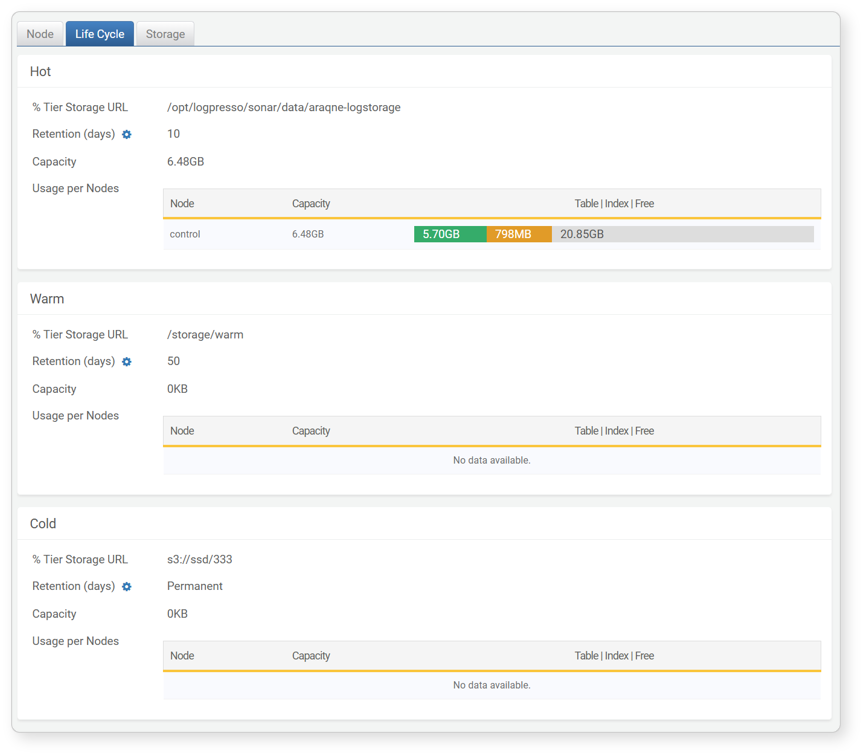 Node Life Cycle Storage
Hot
% Tier Storage URL /opt/logpresso/sonar/data/araqne-logstorage
Retention (days) 10
Capacity 6.48GB
Usage per Nodes
Node Capacity Table | Index | Free
control 6.48GB 5.70GB 798MB 20.85GB
Warm
% Tier Storage URL /storage/warm
Retention (days) 50
Capacity 0KB
Usage per Nodes
Node Capacity Table | Index | Free
No data available.
Cold
% Tier Storage URL s3://ssd/333
Retention (days) Permanent
Capacity 0KB
Usage per Nodes
Node Capacity Table | Index | Free
No data available.